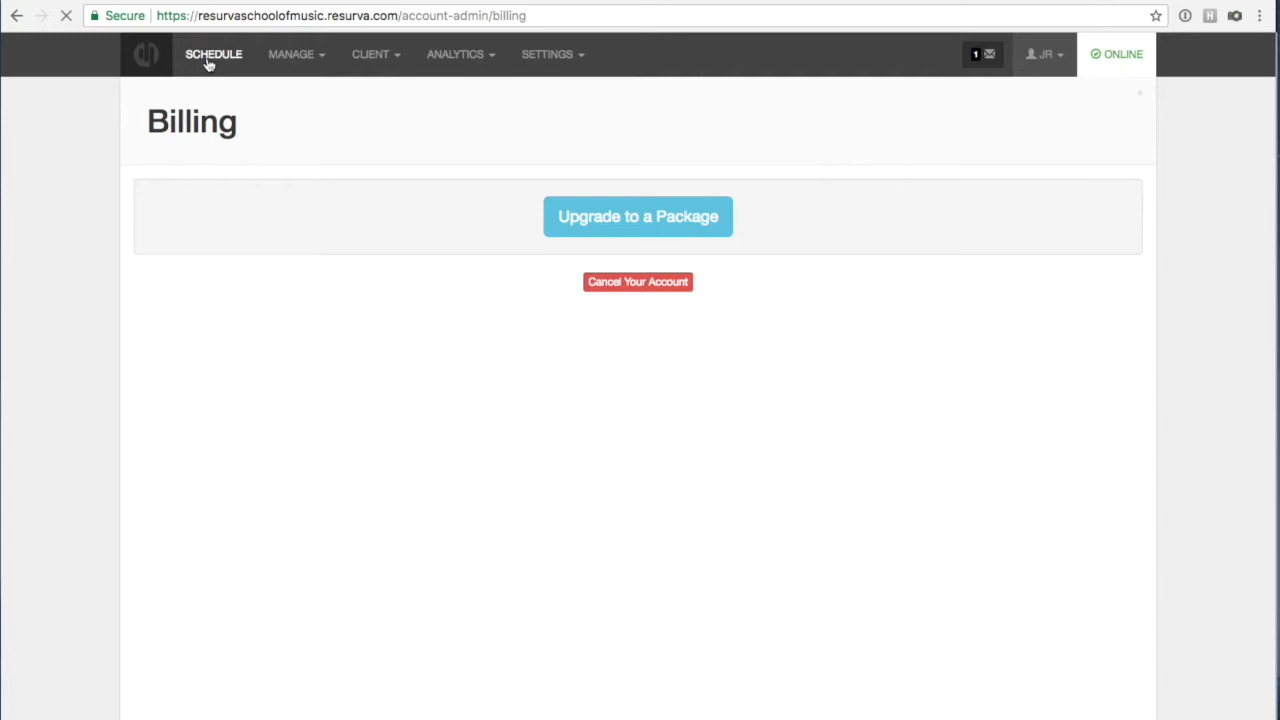 Secure https://resurvaschoolofmusic.resurva.com/account-admin/billing
SCHEDULE MANAGE CLIENT ANALYTICS SETTINGS 1 JR ONLINE
Billing
Upgrade to a Package
Cancel Your Account